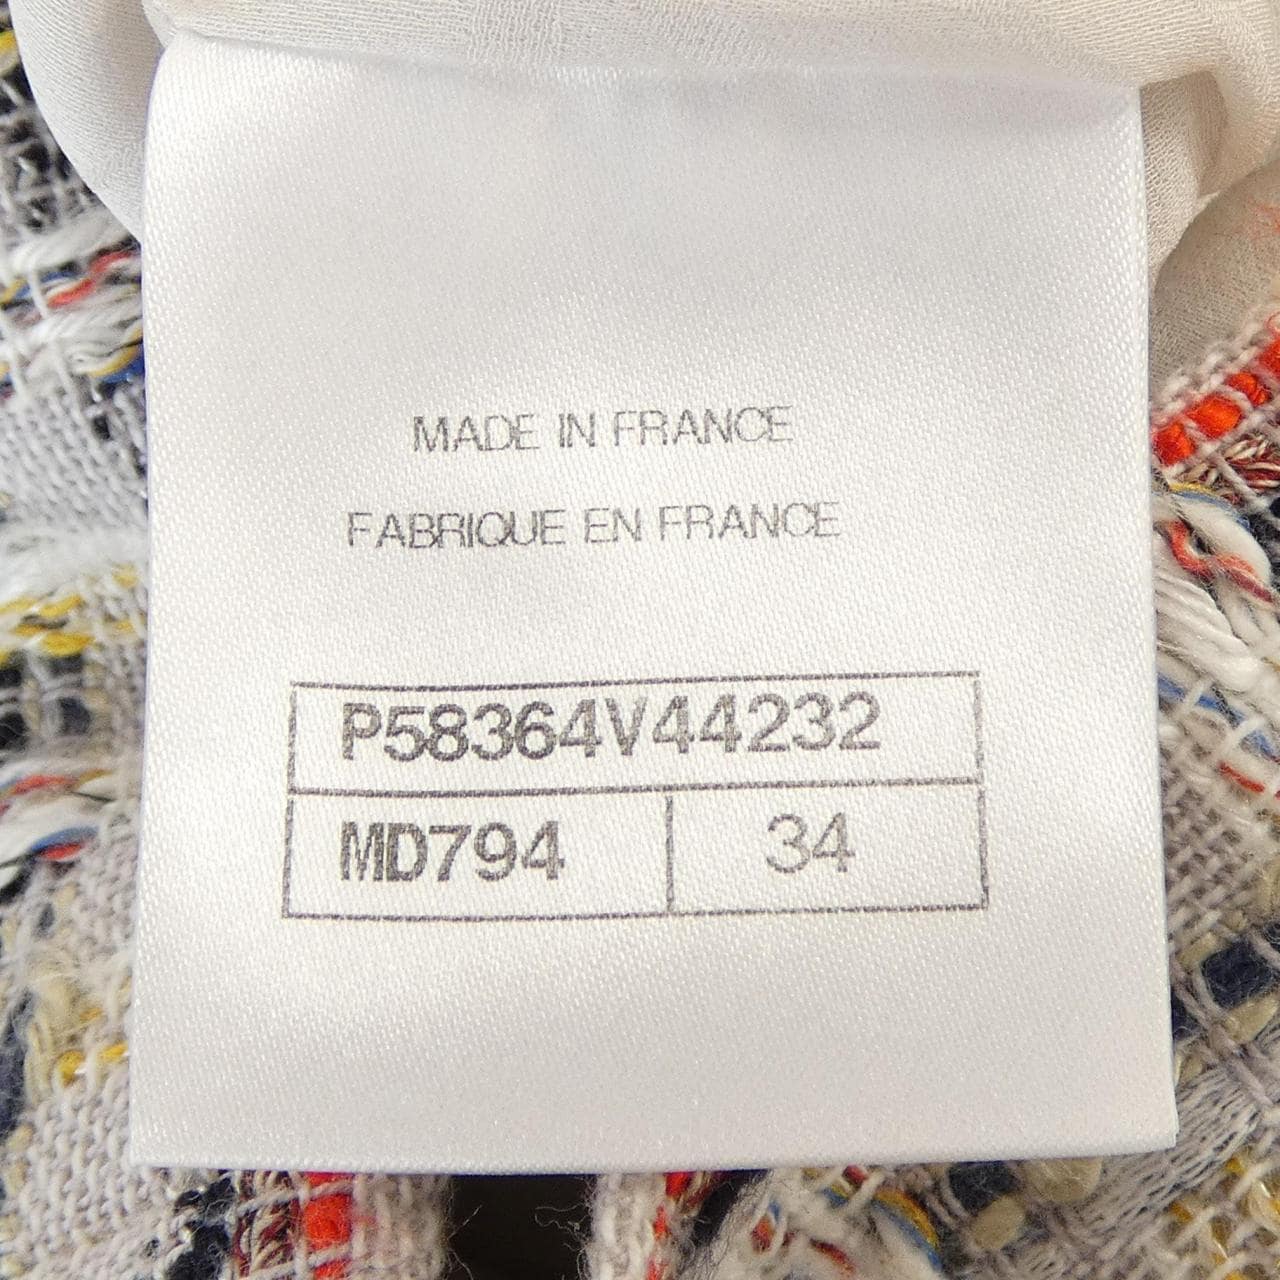 MADE IN FRANCE
FABRIQUE EN FRANCE
P58364V44232
MD794 34